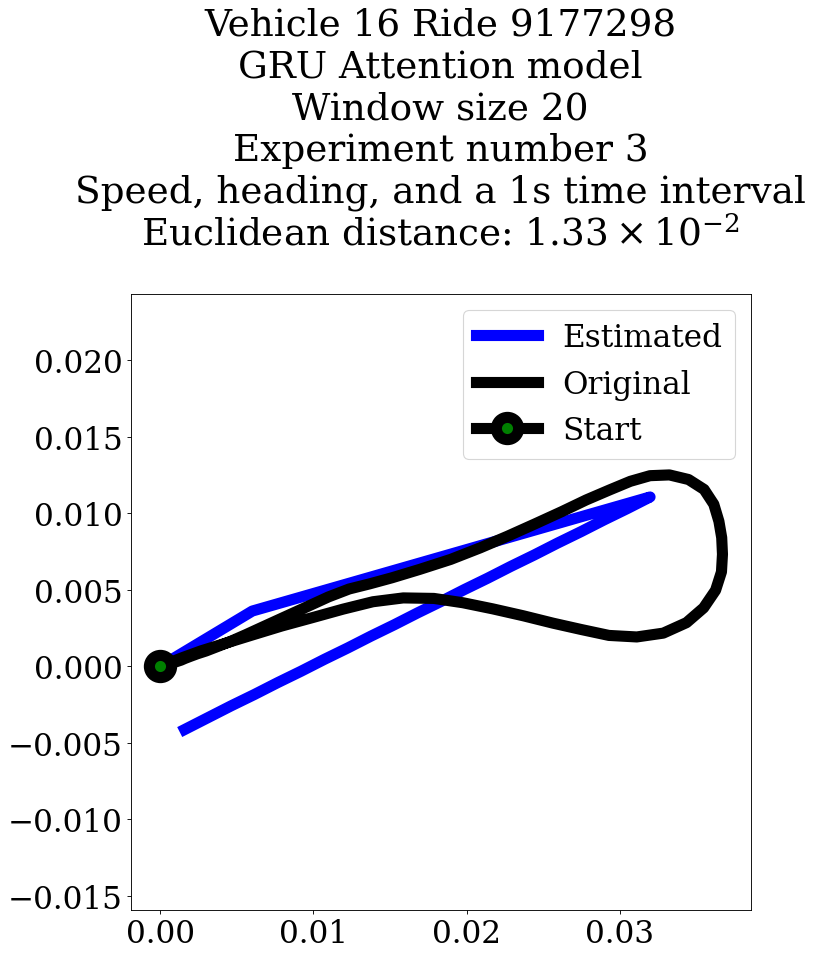 Vehicle 16 Ride 9177298
GRU Attention model
Window size 20
Experiment number 3
Speed, heading, and a 1s time interval
Euclidean distance: 1.33 × 10⁻²
Estimated
Original
Start
0.020
0.015
0.010
0.005
0.000
−0.005
−0.010
−0.015
0.00 0.01 0.02 0.03